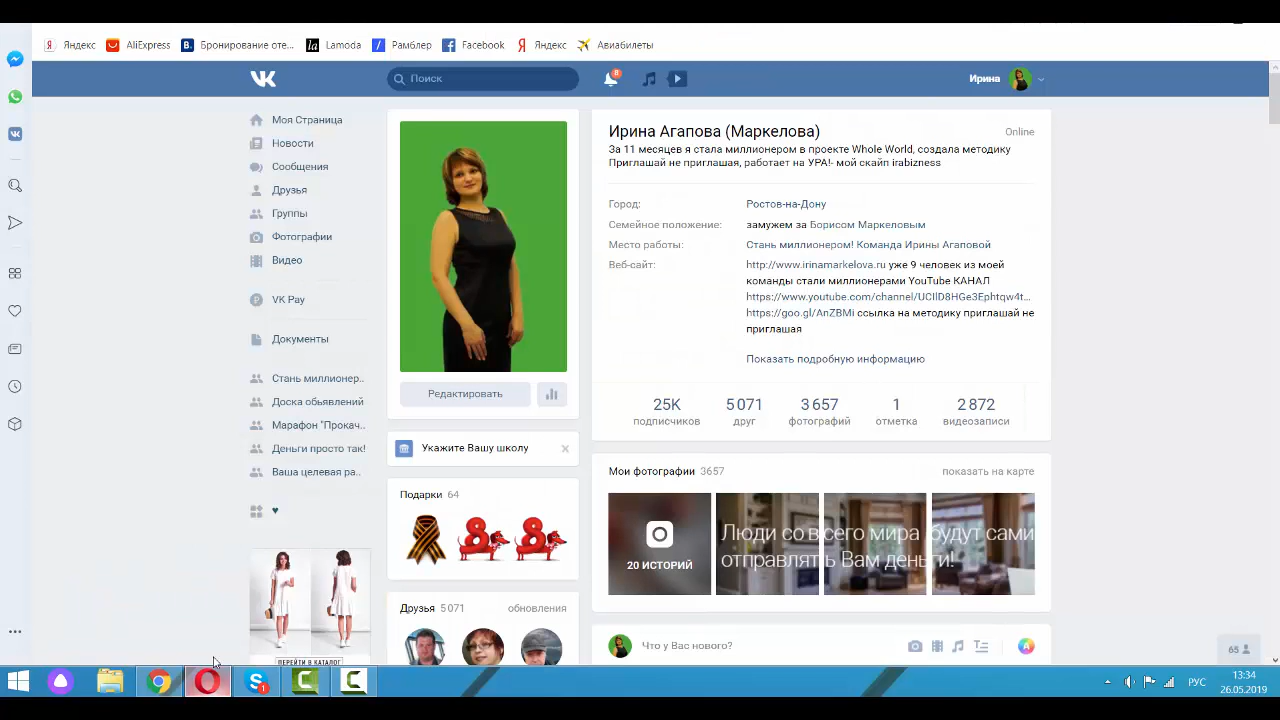 Яндекс
AliExpress
Бронирование оте...
Lamoda
Рамблер
Facebook
Яндекс
Авиабилеты
Поиск
8
Ирина
Моя Страница
Новости
Сообщения
Друзья
Группы
Фотографии
Видео
VK Pay
Документы
Стань миллионер..
Доска обьявлений
Марафон "Прокач..
Деньги просто так!
Ваша целевая ра..
ПЕРЕЙТИ В КАТАЛОГ
Редактировать
Укажите Вашу школу
Подарки 64
Друзья 5 071 обновления
Ирина Агапова (Маркелова) Online
За 11 месяцев я стала миллионером в проекте Whole World, создала методику
Приглашай не приглашая, работает на УРА!- мой скайп irabizness
Город: Ростов-на-Дону
Семейное положение: замужем за Борисом Маркеловым
Место работы: Стань миллионером! Команда Ирины Агаповой
Веб-сайт: http://www.irinamarkelova.ru уже 9 человек из моей
команды стали миллионерами YouTube КАНАЛ
https://www.youtube.com/channel/UCIlD8HGe3Ephtqw4t...
https://goo.gl/AnZBMi ссылка на методику приглашай не
приглашая
Показать подробную информацию
25K 5 071 3 657 1 2 872
подписчиков друг фотографий отметка видеозаписи
Мои фотографии 3657 показать на карте
20 ИСТОРИЙ
Люди со всего мира будут сами
отправлять Вам деньги!
Что у Вас нового?
65
1
РУС
13:34
26.05.2019